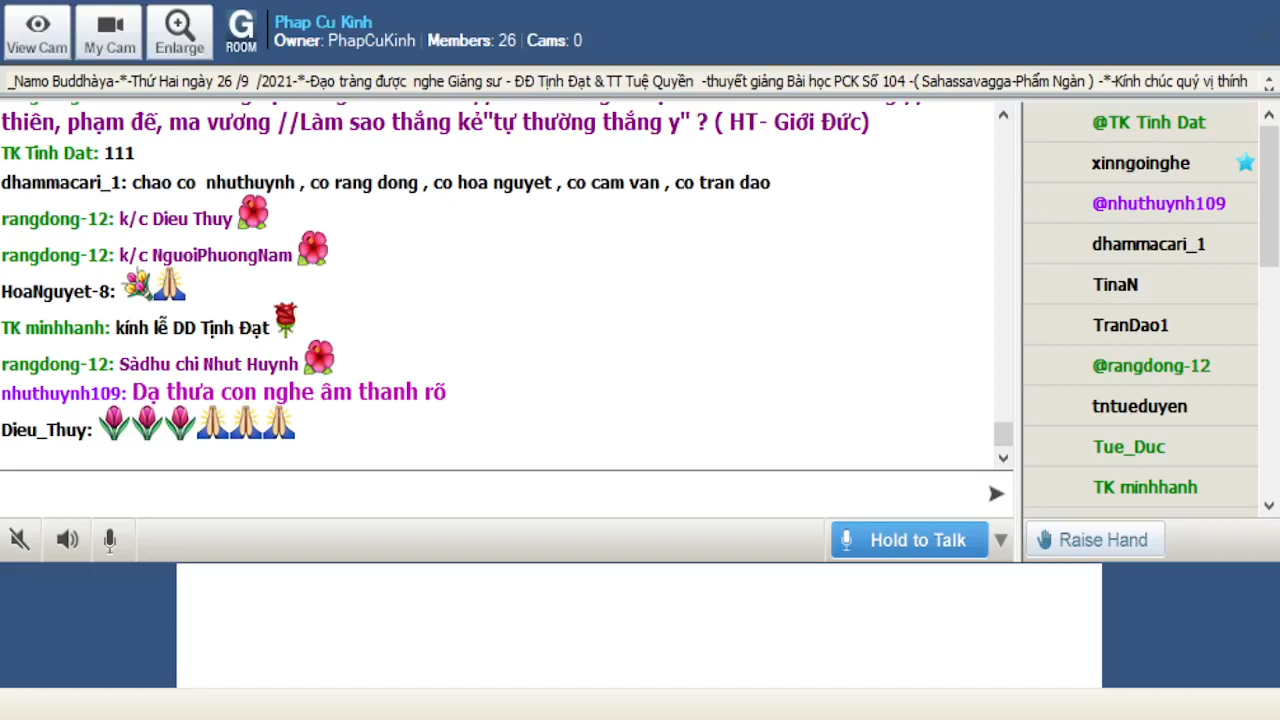 View Cam
My Cam
Enlarge
G
ROOM
Phap Cu Kinh
Owner: PhapCuKinh | Members: 26 | Cams: 0
_Namo Buddhàya-*-Thứ Hai ngày 26 /9 /2021-*-Đạo tràng được nghe Giảng sư - ĐĐ Tịnh Đạt & TT Tuệ Quyền -thuyết giảng Bài học PCK Số 104 -( Sahassavagga-Phẩm Ngàn ) -*-Kính chúc quý vị thính
thiên, phạm đế, ma vương //Làm sao thắng kẻ"tự thường thắng y" ? ( HT- Giới Đức)
TK Tinh Dat: 111
dhammacari_1: chao co nhuthuynh , co rang dong , co hoa nguyet , co cam van , co tran dao
rangdong-12: k/c Dieu Thuy
rangdong-12: k/c NguoiPhuongNam
HoaNguyet-8:
TK minhhanh: kính lễ DD Tịnh Đạt
rangdong-12: Sàdhu chi Nhut Huynh
nhuthuynh109: Dạ thưa con nghe âm thanh rõ
Dieu_Thuy:
@TK Tinh Dat
xinngoinghe
@nhuthuynh109
dhammacari_1
TinaN
TranDao1
@rangdong-12
tntueduyen
Tue_Duc
TK minhhanh
Hold to Talk
Raise Hand